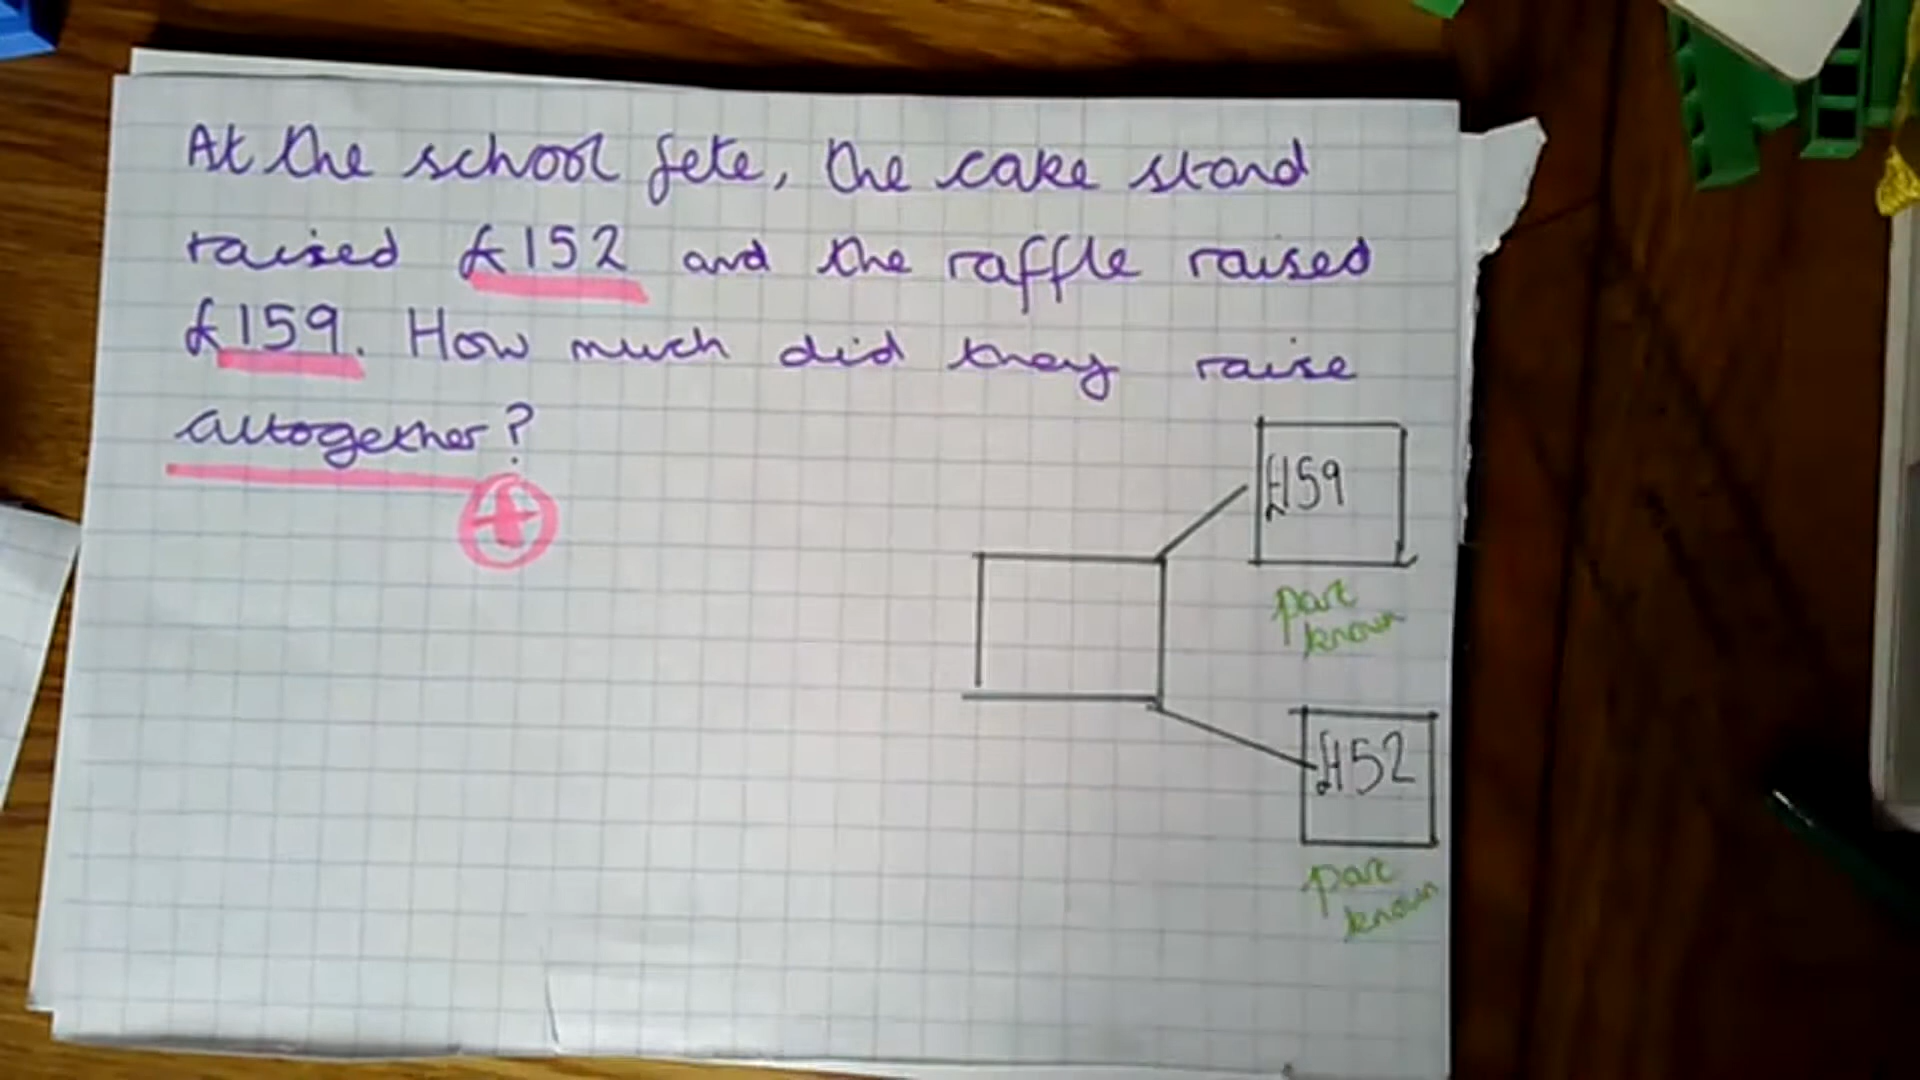 At the school fete, the cake stand
raised £152 and the raffle raised
£159. How much did they raise
altogether?
+
£159
part
known
£152
part
known